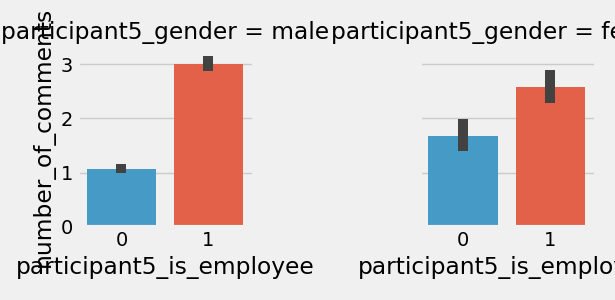 participant5_gender = male
participant5_gender = fe
number_of_comments
3
2
1
0
0 1
0 1
participant5_is_employee
participant5_is_employ